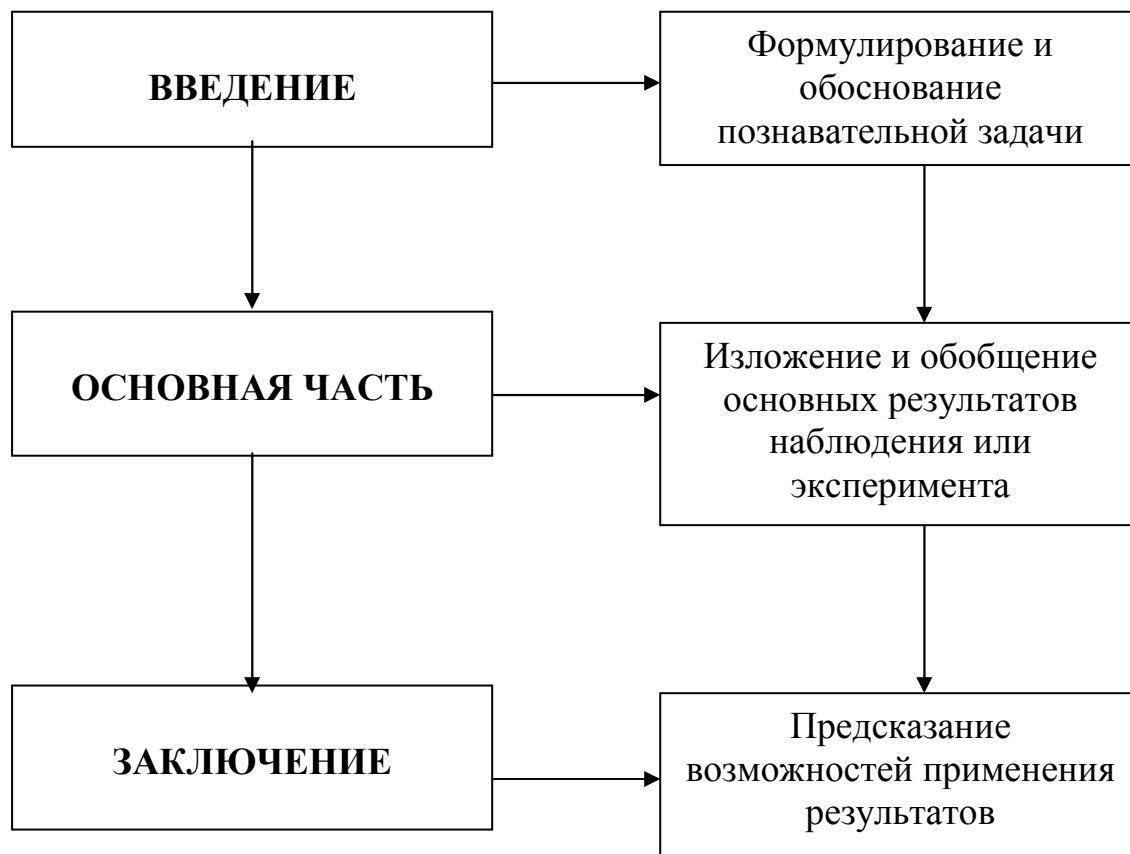 ВВЕДЕНИЕ
Формулирование и
обоснование
познавательной задачи
ОСНОВНАЯ ЧАСТЬ
Изложение и обобщение
основных результатов
наблюдения или
эксперимента
ЗАКЛЮЧЕНИЕ
Предсказание
возможностей применения
результатов